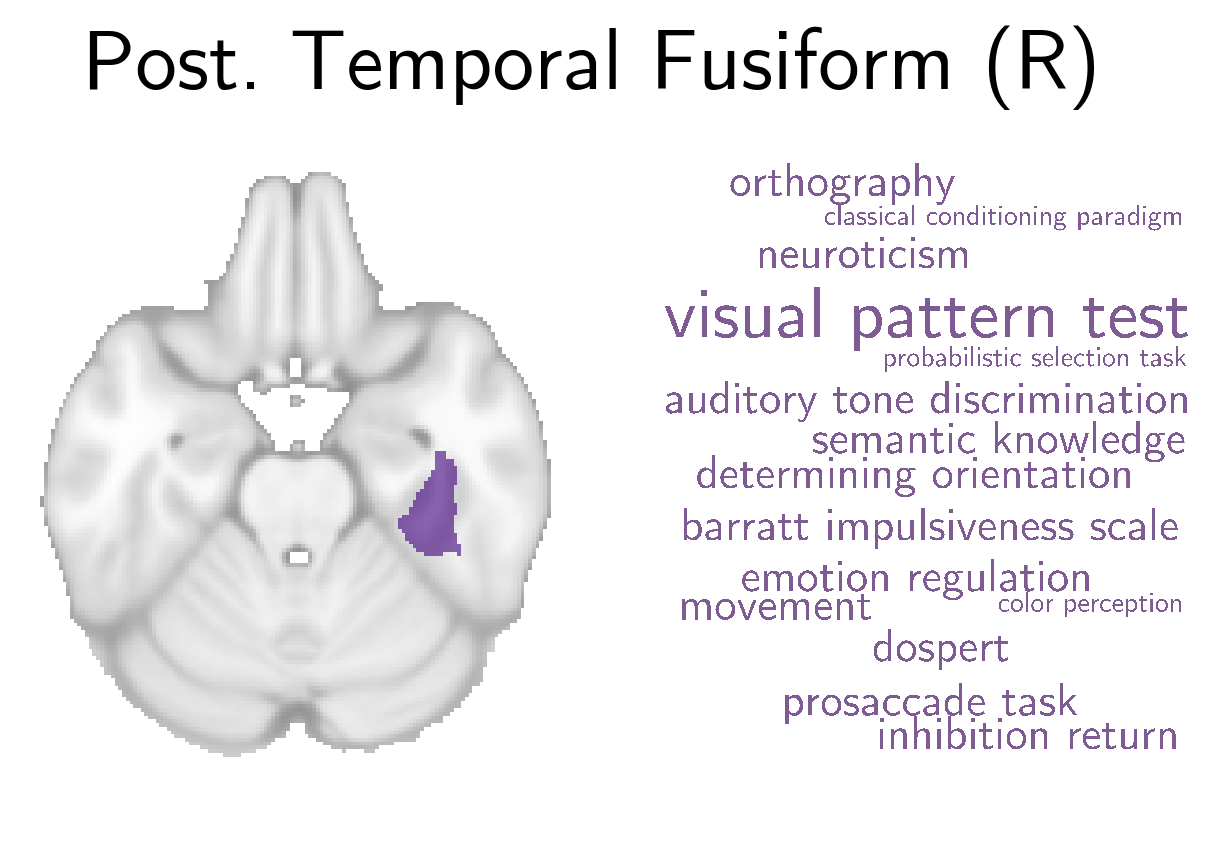 Post. Temporal Fusiform (R)
orthography
classical conditioning paradigm
neuroticism
visual pattern test
probabilistic selection task
auditory tone discrimination
semantic knowledge
determining orientation
barratt impulsiveness scale
emotion regulation
movement color perception
dospert
prosaccade task
inhibition return